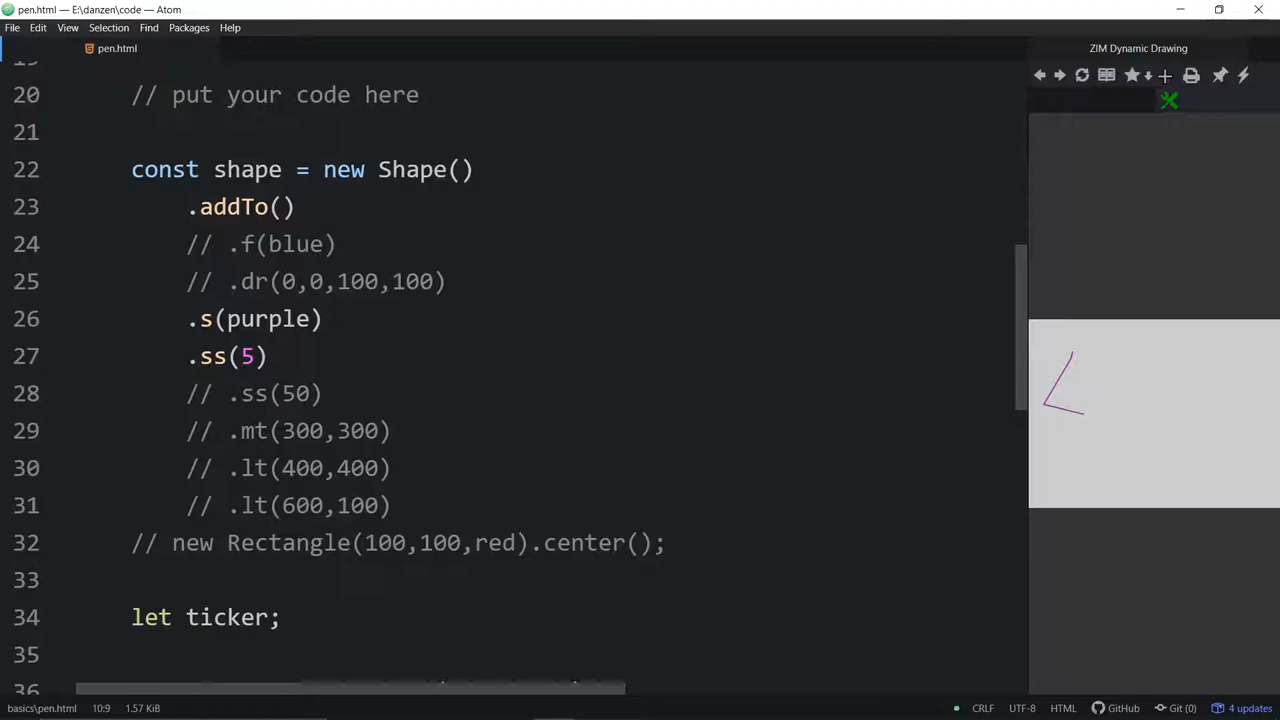 pen.html — E:\danzen\code — Atom
File Edit View Selection Find Packages Help
pen.html
ZIM Dynamic Drawing
19
20 // put your code here
21
22 const shape = new Shape()
23 .addTo()
24 // .f(blue)
25 // .dr(0,0,100,100)
26 .s(purple)
27 .ss(5)
28 // .ss(50)
29 // .mt(300,300)
30 // .lt(400,400)
31 // .lt(600,100)
32 // new Rectangle(100,100,red).center();
33
34 let ticker;
35
36
basics\pen.html 10:9 1.57 KiB CRLF UTF-8 HTML GitHub Git (0) 4 updates